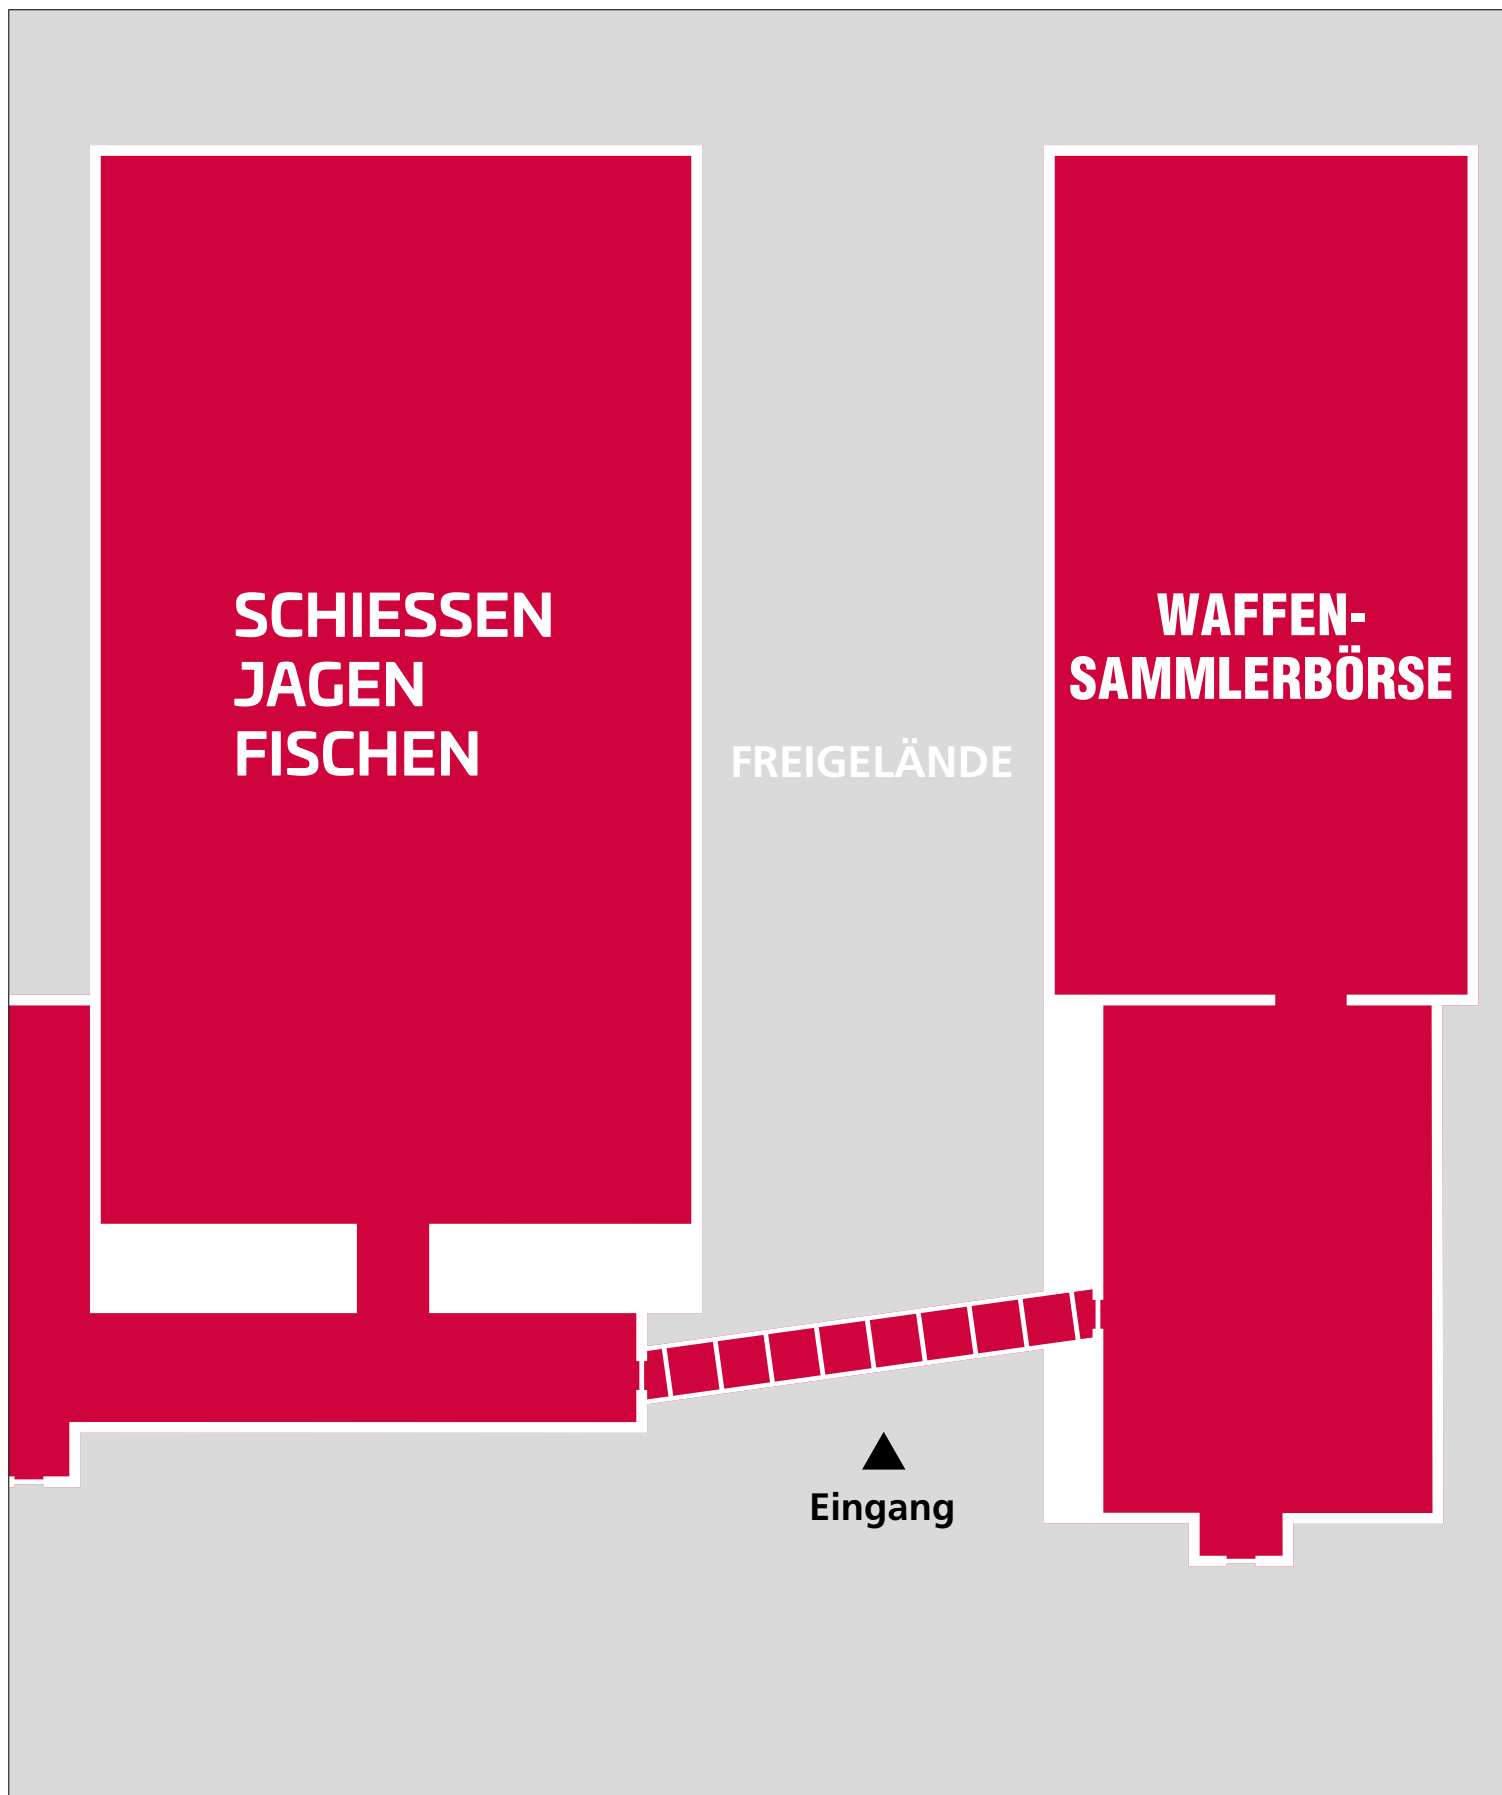 SCHIESSEN
JAGEN
FISCHEN
FREIGELÄNDE
WAFFEN-
SAMMLERBÖRSE
Eingang